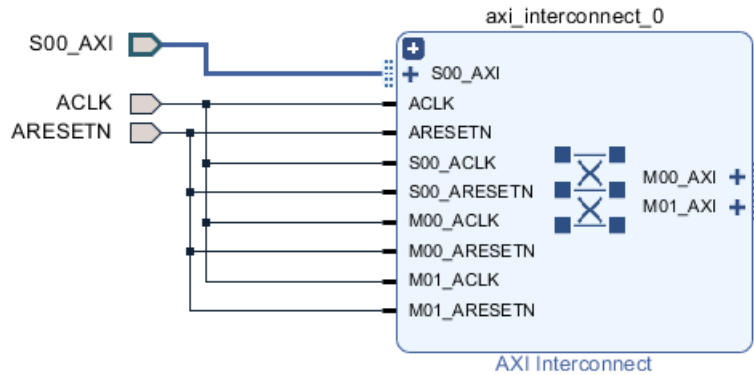 axi_interconnect_0
S00_AXI
S00_AXI
ACLK
ACLK
ARESETN
ARESETN
S00_ACLK
S00_ARESETN
M00_AXI
M00_ACLK
M01_AXI
M00_ARESETN
M01_ACLK
M01_ARESETN
AXI Interconnect